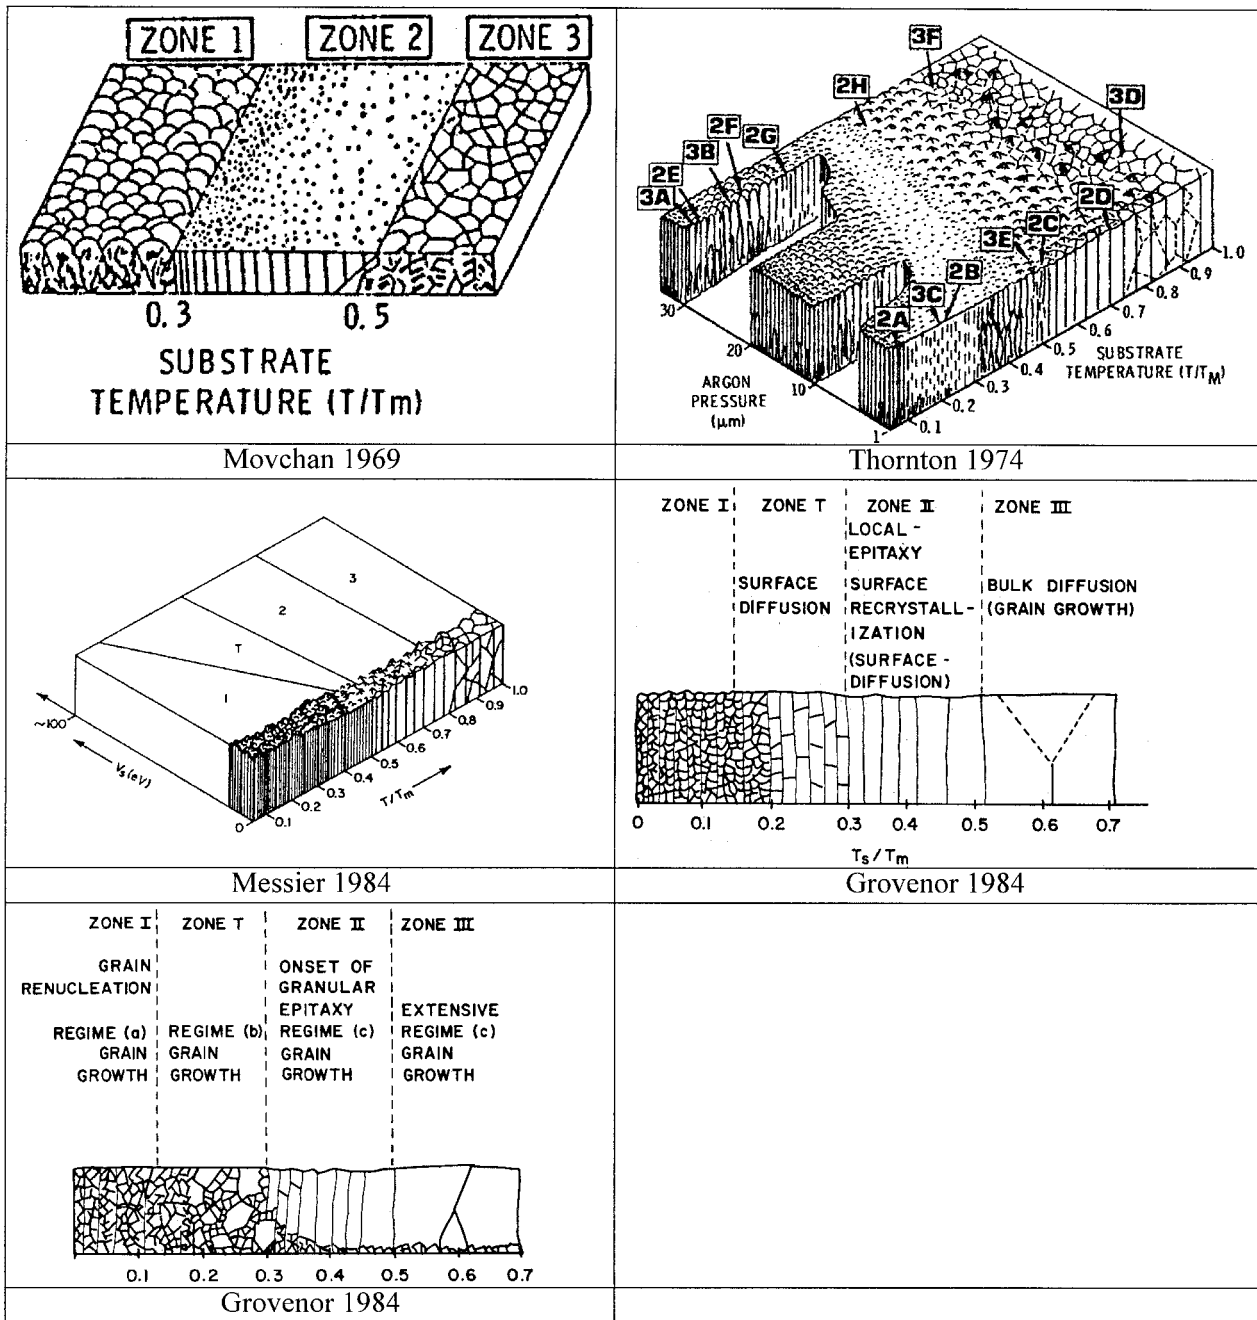 ZONE 1 ZONE 2 ZONE 3
0.3 0.5
SUBSTRATE
TEMPERATURE (T/Tm)
Movchan 1969
3F
2H
3D
2F
2G
3B
2E
3A
2D
2C
3E
2B
3C
2A
30
20
10
1
ARGON
PRESSURE
(μm)
0.1
0.2
0.3
0.4
0.5
0.6
0.7
0.8
0.9
1.0
SUBSTRATE
TEMPERATURE (T/TM)
Thornton 1974
3
2
T
1
~100
Vs (eV)
0
0.1
0.2
0.3
0.4
0.5
0.6
0.7
0.8
0.9
1.0
T/Tm
Messier 1984
ZONE I ZONE T ZONE II ZONE III
LOCAL-
EPITAXY
SURFACE SURFACE BULK DIFFUSION
DIFFUSION RECRYSTALL- (GRAIN GROWTH)
IZATION
(SURFACE-
DIFFUSION)
0 0.1 0.2 0.3 0.4 0.5 0.6 0.7
Ts/Tm
Grovenor 1984
ZONE I ZONE T ZONE II ZONE III
GRAIN ONSET OF
RENUCLEATION GRANULAR
EPITAXY EXTENSIVE
REGIME (a) REGIME (b) REGIME (c) REGIME (c)
GRAIN GRAIN GRAIN GRAIN
GROWTH GROWTH GROWTH GROWTH
0.1 0.2 0.3 0.4 0.5 0.6 0.7
Grovenor 1984